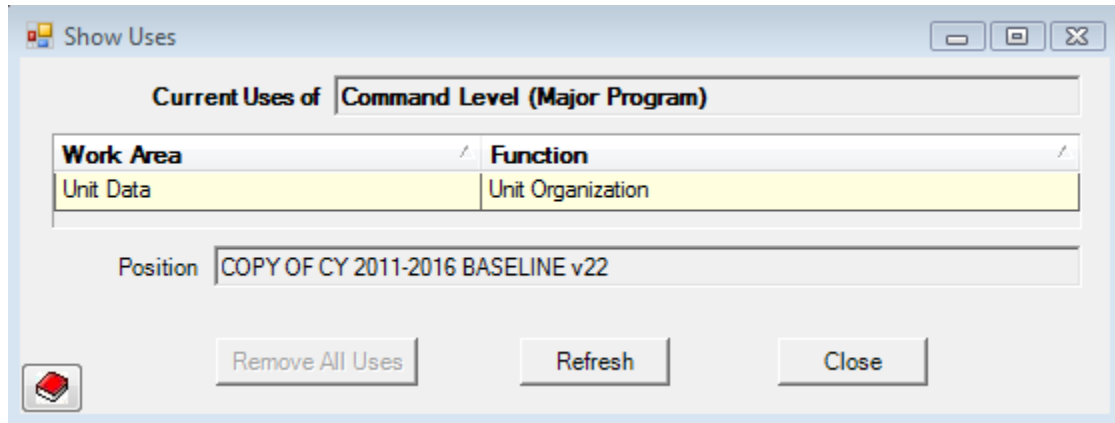 Show Uses
Current Uses of Command Level (Major Program)
Work Area Function
Unit Data Unit Organization
Position COPY OF CY 2011-2016 BASELINE v22
Remove All Uses Refresh Close